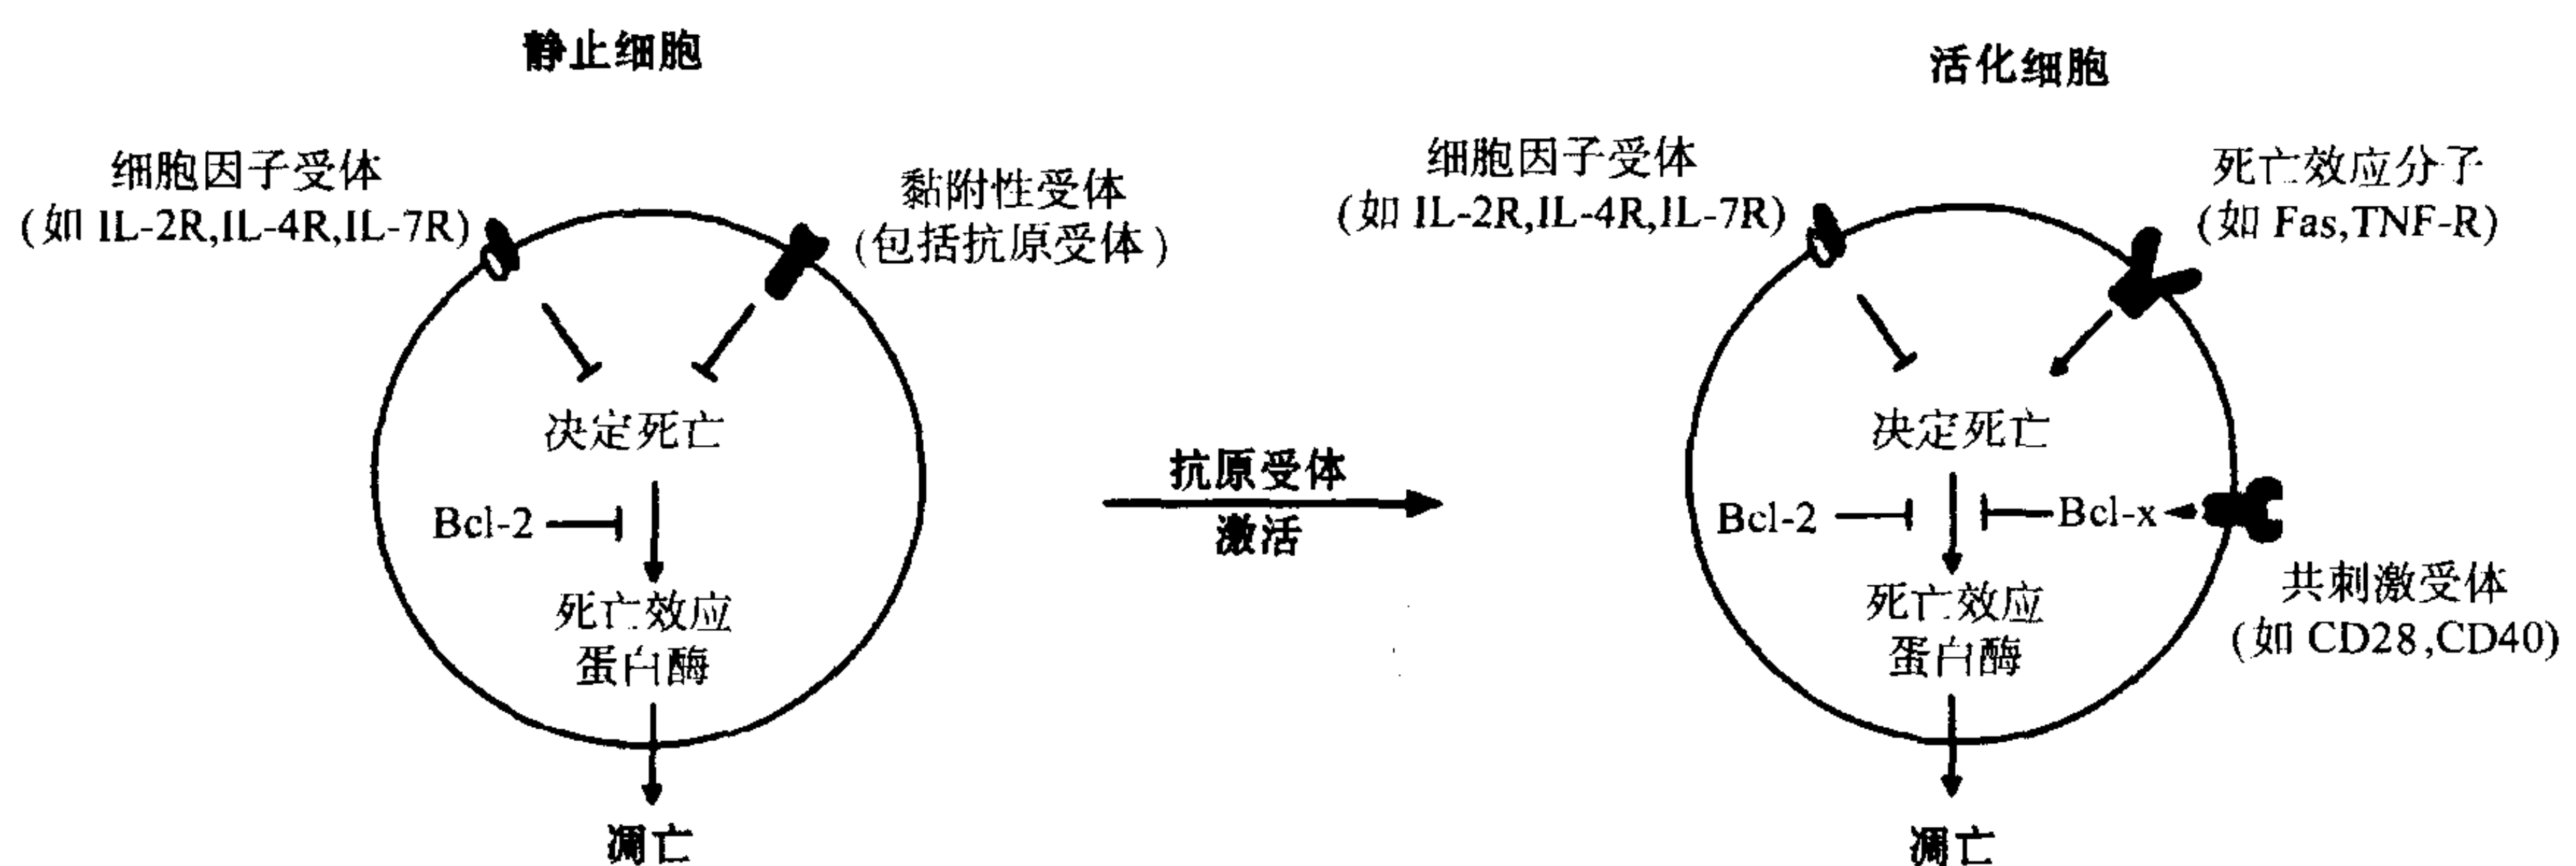 静止细胞
细胞因子受体
(如 IL-2R,IL-4R,IL-7R)
黏附性受体
(包括抗原受体)
决定死亡
Bcl-2
死亡效应
蛋白酶
凋亡
抗原受体
激活
活化细胞
细胞因子受体
(如 IL-2R,IL-4R,IL-7R)
死亡效应分子
(如 Fas,TNF-R)
决定死亡
Bcl-2
Bcl-x
共刺激受体
(如 CD28,CD40)
死亡效应
蛋白酶
凋亡